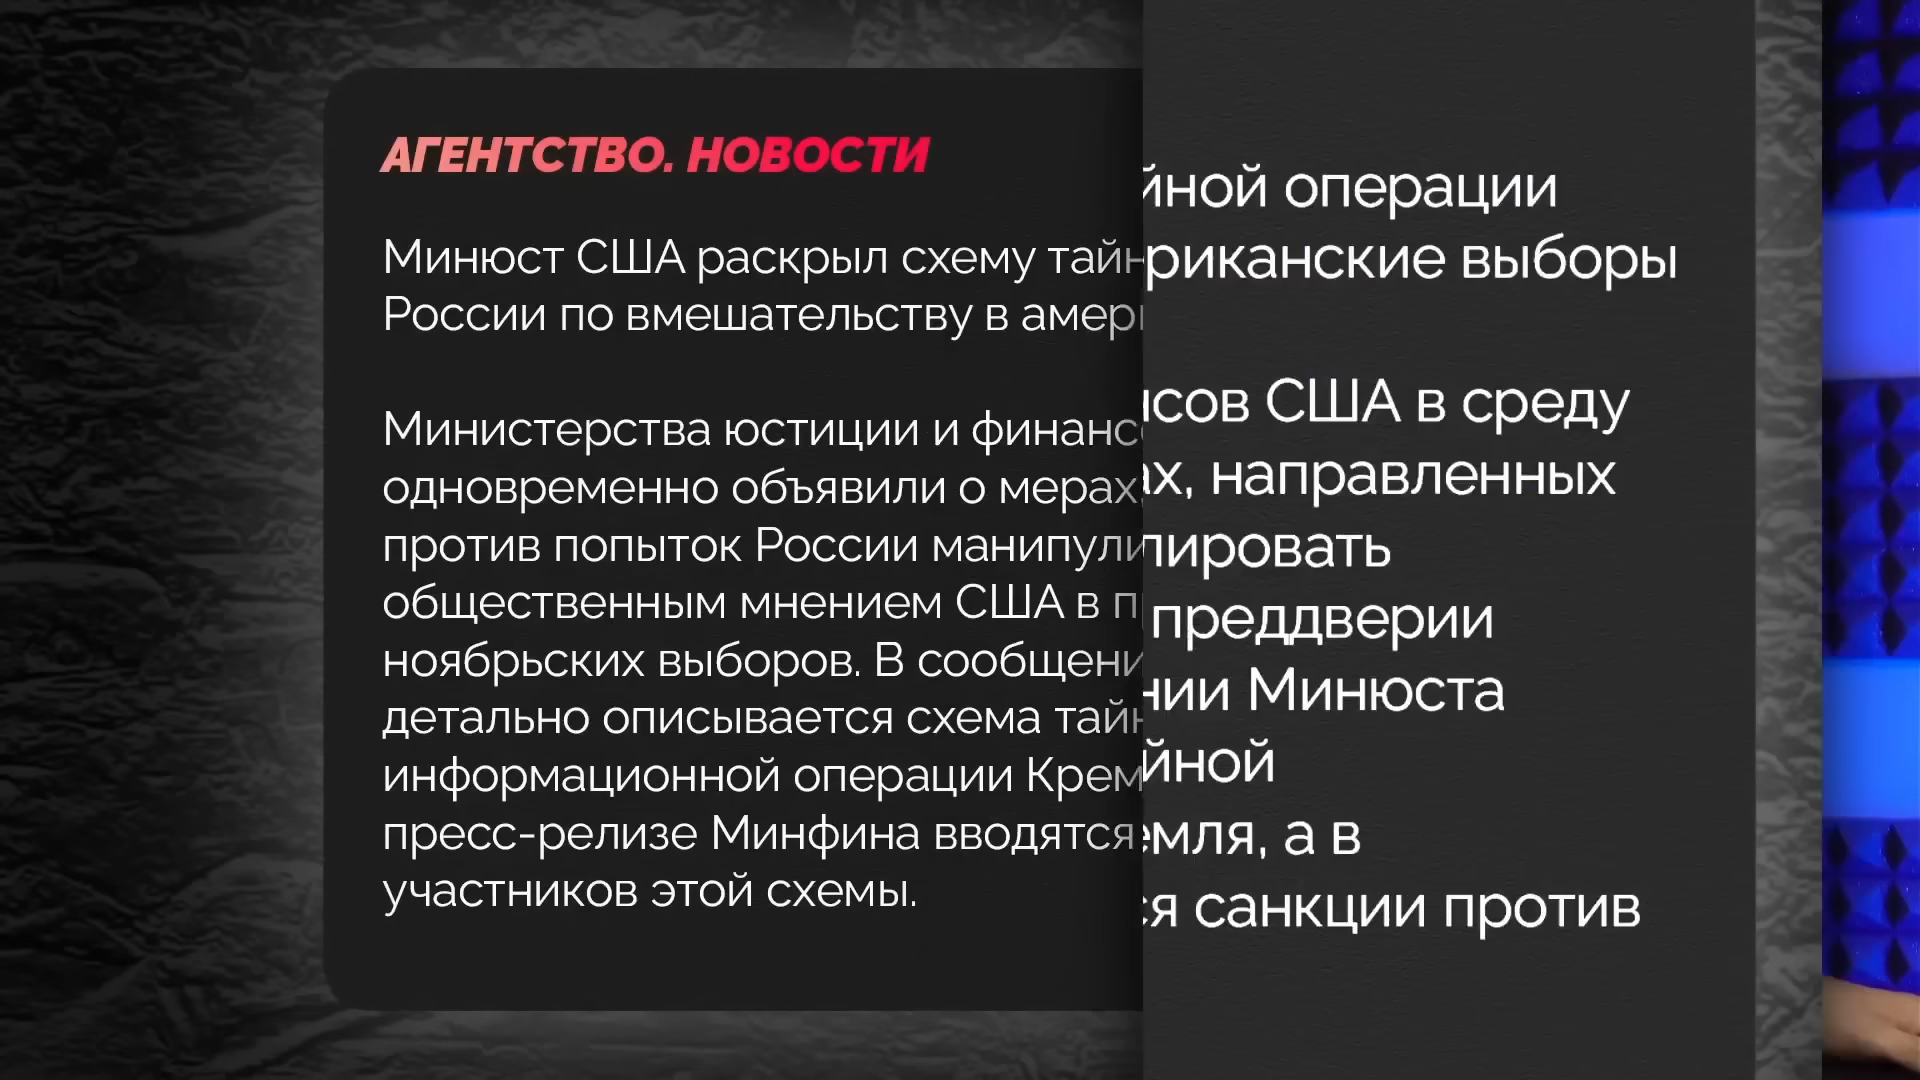 АГЕНТСТВО. НОВОСТИ
Минюст США раскрыл схему тай
России по вмешательству в амер
Министерства юстиции и финанс
одновременно объявили о мерах
против попыток России манипул
общественным мнением США в п
ноябрьских выборов. В сообщени
детально описывается схема тай
информационной операции Крем
пресс-релизе Минфина вводятся
участников этой схемы.
йной операции
риканские выборы
нсов США в среду
ах, направленных
лировать
преддверии
нии Минюста
йной
емля, а в
ся санкции против